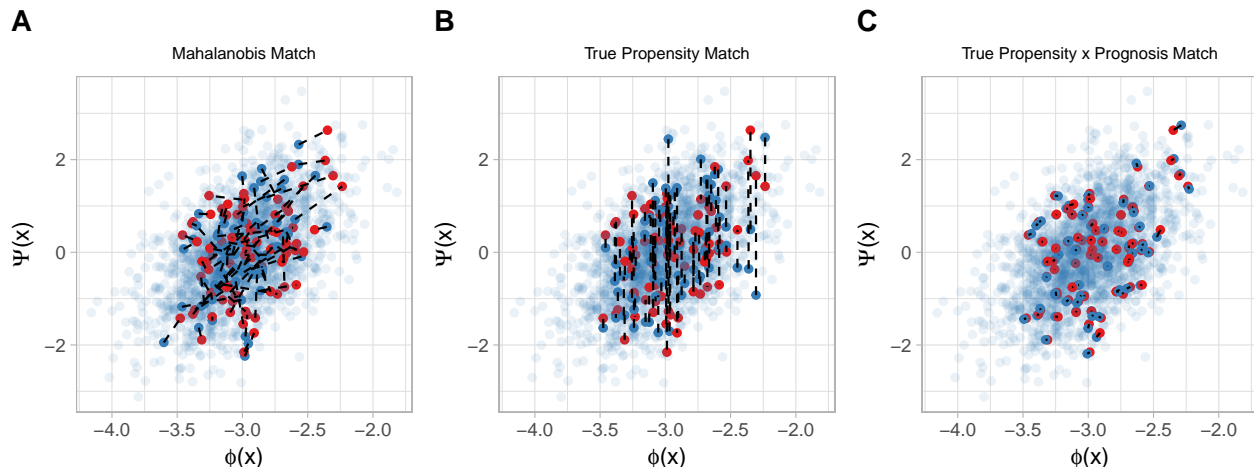 A B C
Mahalanobis Match True Propensity Match True Propensity x Prognosis Match
Ψ(x) 2 Ψ(x) 2 Ψ(x) 2
0 0 0
−2 −2 −2
−4.0 −3.5 −3.0 −2.5 −2.0 −4.0 −3.5 −3.0 −2.5 −2.0 −4.0 −3.5 −3.0 −2.5 −2.0
ϕ(x) ϕ(x) ϕ(x)